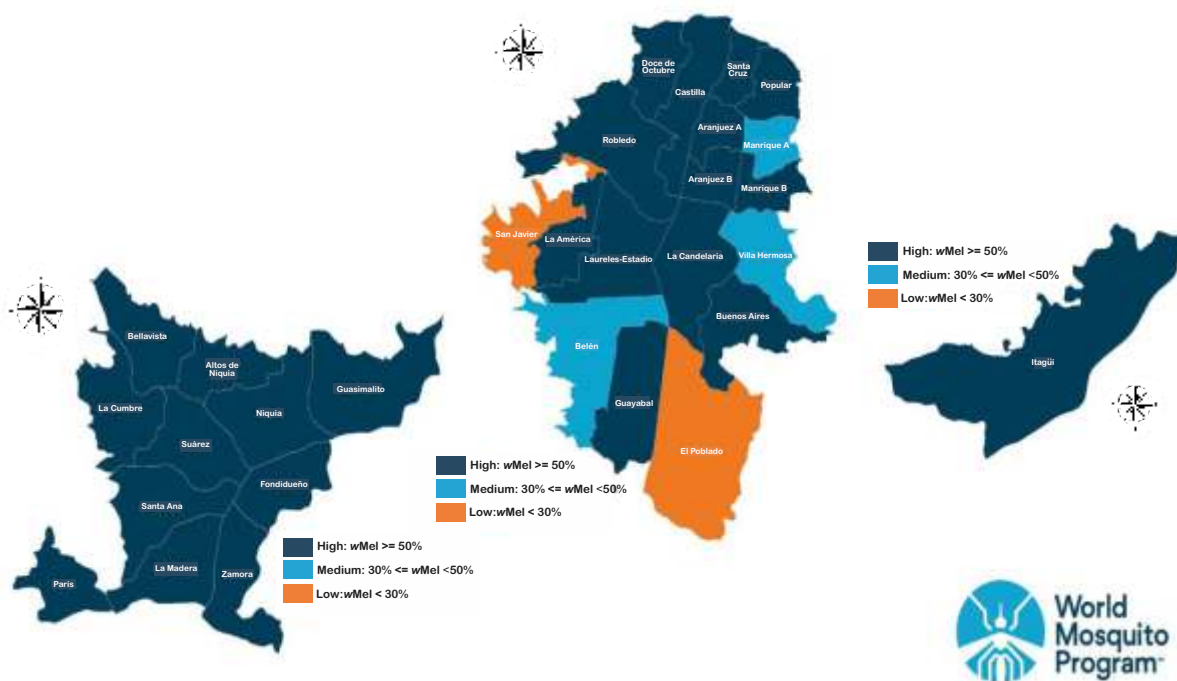 Doce de
Octubre
Santa
Cruz
Castilla
Popular
Aranjuez A
Robledo
Manrique A
Aranjuez B
Manrique B
San Javier
La América
Laureles-Estadio
La Candelaria
Villa Hermosa
Buenos Aires
Belén
Guayabal
El Poblado
High: wMel >= 50%
Medium: 30% <= wMel <50%
Low:wMel < 30%
Bellavista
Altos de
Niquia
Guasimalito
La Cumbre
Niquia
Suárez
Fondidueño
Santa Ana
La Madera
Zamora
París
High: wMel >= 50%
Medium: 30% <= wMel <50%
Low:wMel < 30%
High: wMel >= 50%
Medium: 30% <= wMel <50%
Low:wMel < 30%
Itagüi
World
Mosquito
Program™